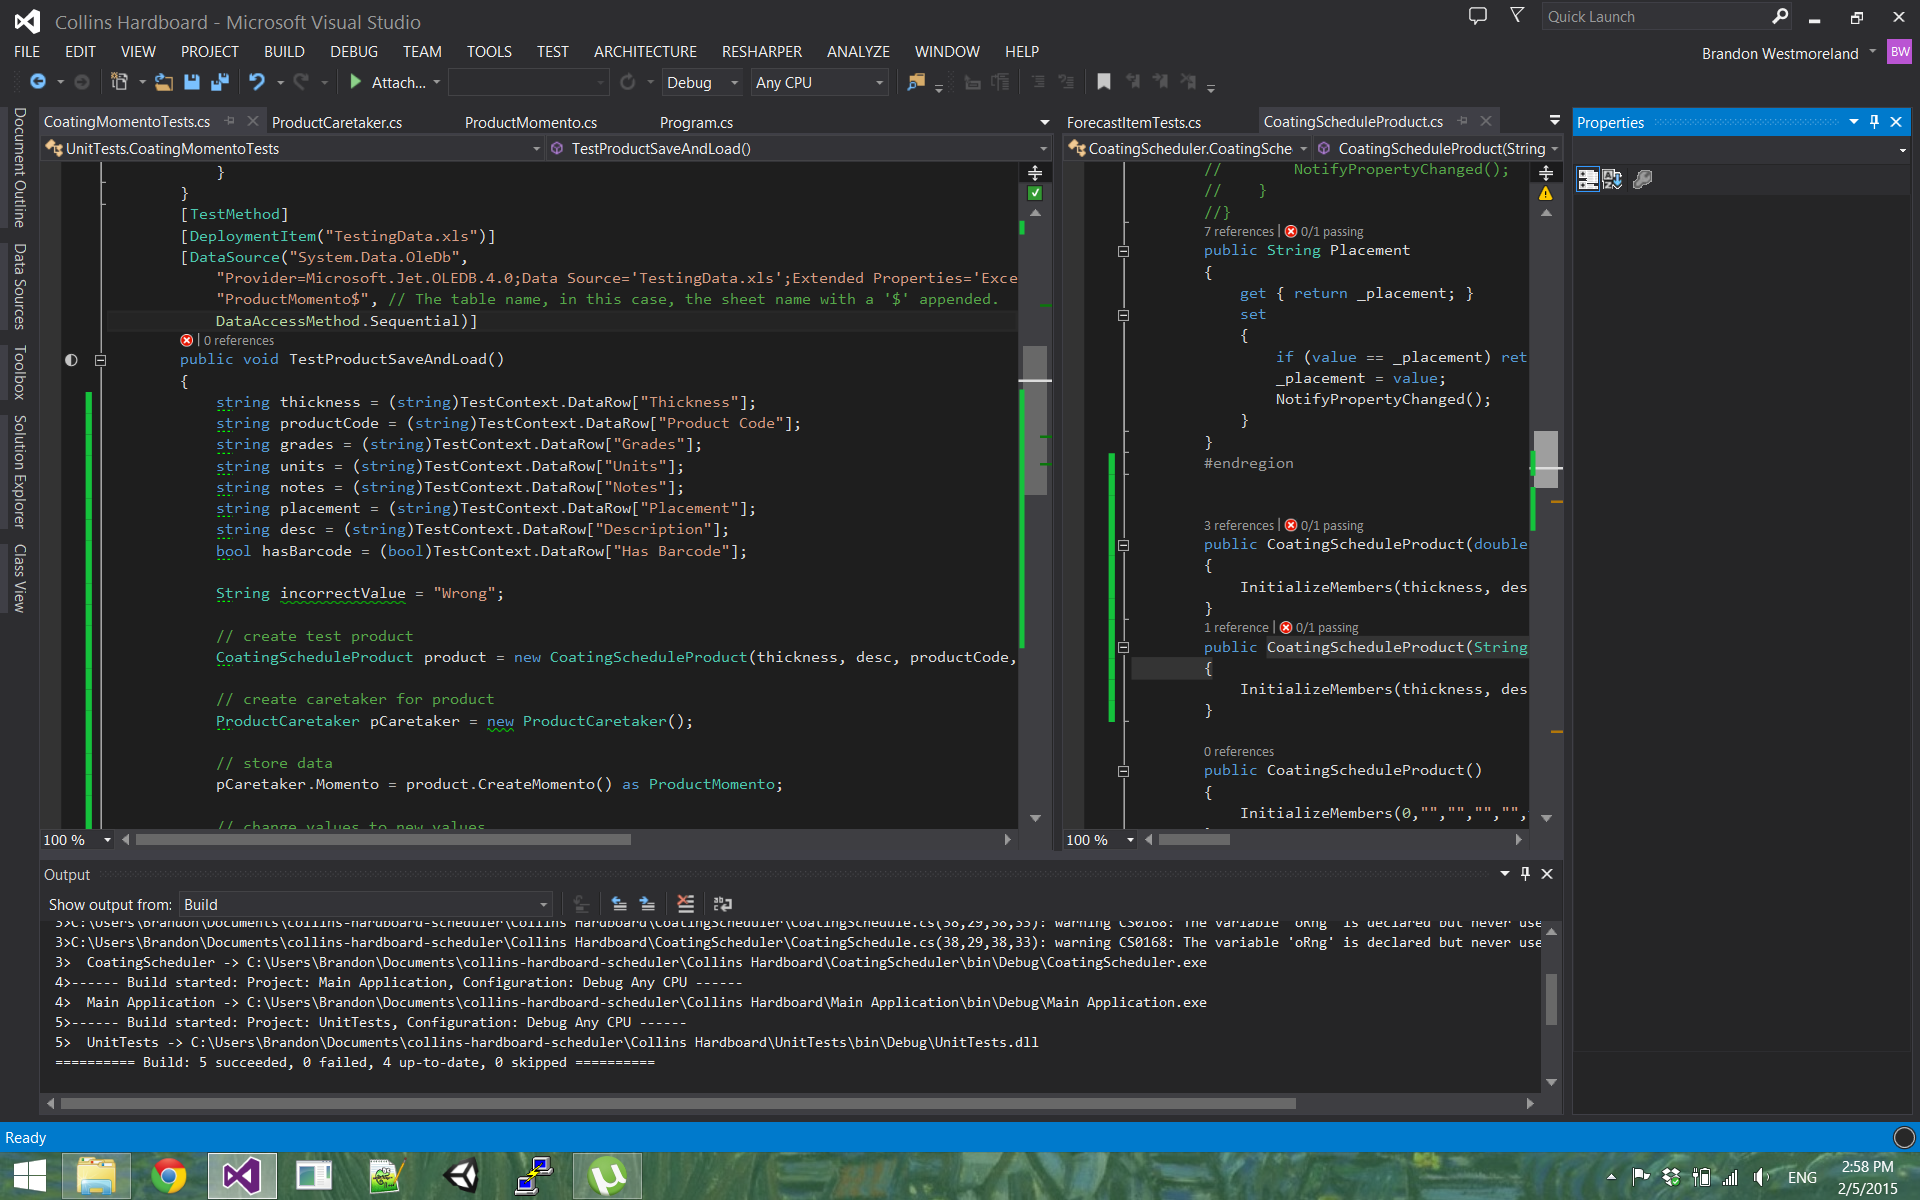 Collins Hardboard - Microsoft Visual Studio
Quick Launch
FILE EDIT VIEW PROJECT BUILD DEBUG TEAM TOOLS TEST ARCHITECTURE RESHARPER ANALYZE WINDOW HELP
Brandon Westmoreland BW
Attach... Debug Any CPU
Document Outline
Data Sources
Toolbox
Solution Explorer
Class View
CoatingMomentoTests.cs ProductCaretaker.cs ProductMomento.cs Program.cs
UnitTests.CoatingMomentoTests TestProductSaveAndLoad()
}
}
[TestMethod]
[DeploymentItem("TestingData.xls")]
[DataSource("System.Data.OleDb",
"Provider=Microsoft.Jet.OLEDB.4.0;Data Source='TestingData.xls';Extended Properties='Exce
"ProductMomento$", // The table name, in this case, the sheet name with a '$' appended.
DataAccessMethod.Sequential)]
| 0 references
public void TestProductSaveAndLoad()
{
string thickness = (string)TestContext.DataRow["Thickness"];
string productCode = (string)TestContext.DataRow["Product Code"];
string grades = (string)TestContext.DataRow["Grades"];
string units = (string)TestContext.DataRow["Units"];
string notes = (string)TestContext.DataRow["Notes"];
string placement = (string)TestContext.DataRow["Placement"];
string desc = (string)TestContext.DataRow["Description"];
bool hasBarcode = (bool)TestContext.DataRow["Has Barcode"];
String incorrectValue = "Wrong";
// create test product
CoatingScheduleProduct product = new CoatingScheduleProduct(thickness, desc, productCode,
// create caretaker for product
ProductCaretaker pCaretaker = new ProductCaretaker();
// store data
pCaretaker.Momento = product.CreateMomento() as ProductMomento;
// change values to new values
100 %
ForecastItemTests.cs CoatingScheduleProduct.cs
CoatingScheduler.CoatingSche CoatingScheduleProduct(String
// NotifyPropertyChanged();
// }
//}
7 references | 0/1 passing
public String Placement
{
get { return _placement; }
set
{
if (value == _placement) ret
_placement = value;
NotifyPropertyChanged();
}
}
#endregion
3 references | 0/1 passing
public CoatingScheduleProduct(double
{
InitializeMembers(thickness, des
}
1 reference | 0/1 passing
public CoatingScheduleProduct(String
{
InitializeMembers(thickness, des
}
0 references
public CoatingScheduleProduct()
{
InitializeMembers(0,"","","","",
100 %
Properties
Output
Show output from: Build
3>C:\Users\Brandon\Documents\collins-hardboard-scheduler\Collins Hardboard\CoatingScheduler\CoatingSchedule.cs(38,29,38,33): warning CS0168: The variable 'oRng' is declared but never use
3>C:\Users\Brandon\Documents\collins-hardboard-scheduler\Collins Hardboard\CoatingScheduler\CoatingSchedule.cs(38,29,38,33): warning CS0168: The variable 'oRng' is declared but never use
3> CoatingScheduler -> C:\Users\Brandon\Documents\collins-hardboard-scheduler\Collins Hardboard\CoatingScheduler\bin\Debug\CoatingScheduler.exe
4>------ Build started: Project: Main Application, Configuration: Debug Any CPU ------
4> Main Application -> C:\Users\Brandon\Documents\collins-hardboard-scheduler\Collins Hardboard\Main Application\bin\Debug\Main Application.exe
5>------ Build started: Project: UnitTests, Configuration: Debug Any CPU ------
5> UnitTests -> C:\Users\Brandon\Documents\collins-hardboard-scheduler\Collins Hardboard\UnitTests\bin\Debug\UnitTests.dll
========== Build: 5 succeeded, 0 failed, 4 up-to-date, 0 skipped ==========
Ready
ENG
2:58 PM
2/5/2015